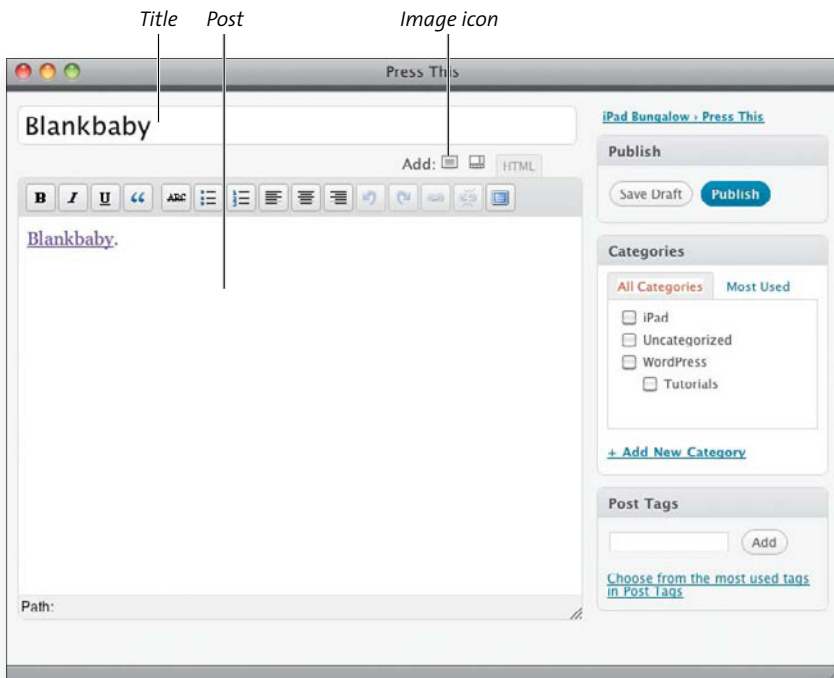 Title Post Image icon
Press This
Blankbaby
Add: HTML
B I U “ ABC
Blankbaby.
Path:
iPad Bungalow › Press This
Publish
Save Draft Publish
Categories
All Categories Most Used
iPad
Uncategorized
WordPress
Tutorials
+ Add New Category
Post Tags
Add
Choose from the most used tags
in Post Tags